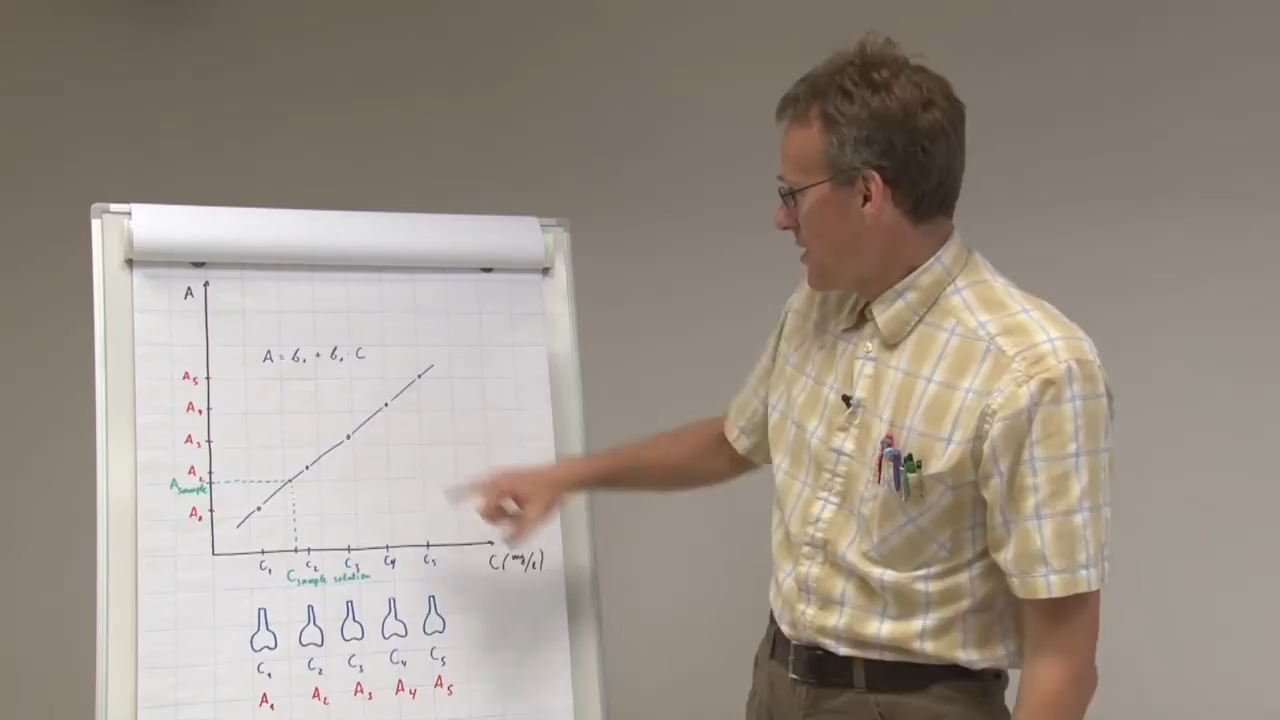 A
A = b₀ + b₁ · C
A₅
A₄
A₃
A₂
A sample
A₁
C₁ C₂ C₃ C₄ C₅ C (mg/l)
C sample solution
C₁ C₂ C₃ C₄ C₅
A₁ A₂ A₃ A₄ A₅